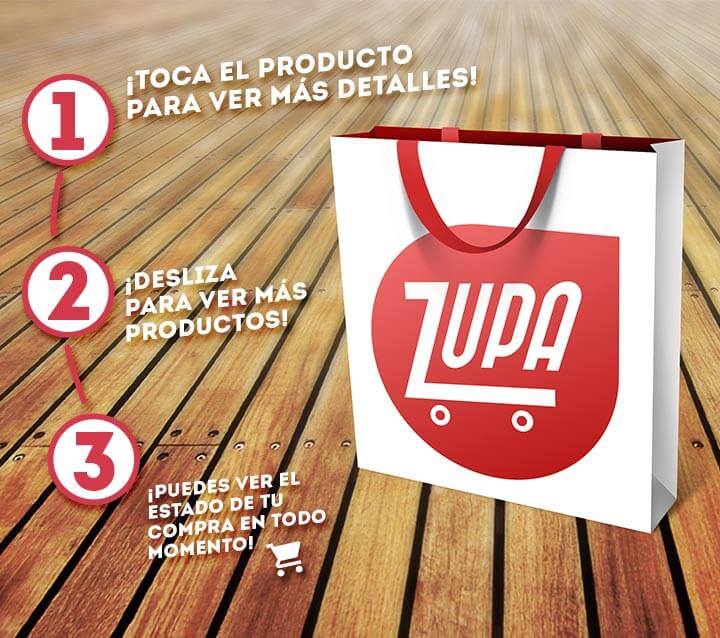 1
¡TOCA EL PRODUCTO
PARA VER MÁS DETALLES!
2
¡DESLIZA
PARA VER MÁS
PRODUCTOS!
3
¡PUEDES VER EL
ESTADO DE TU
COMPRA EN TODO
MOMENTO!
ZUPA